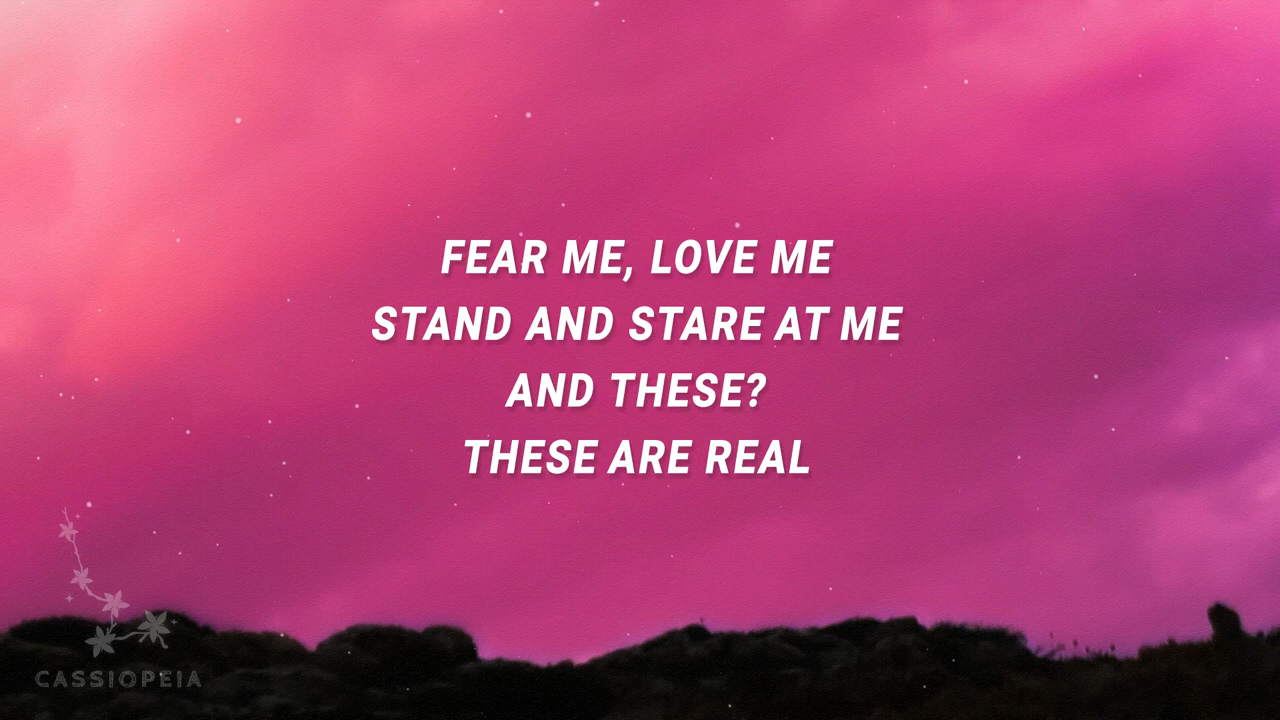 FEAR ME, LOVE ME
STAND AND STARE AT ME
AND THESE?
THESE ARE REAL
CASSIOPEIA